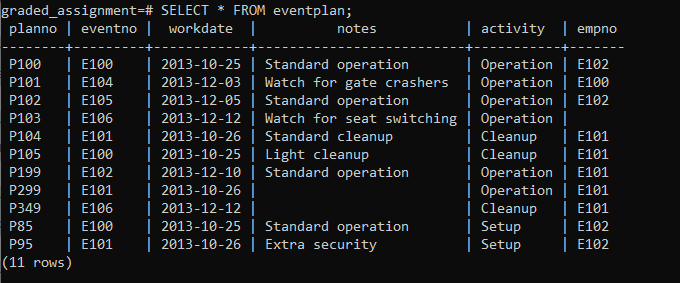 graded_assignment=# SELECT * FROM eventplan;
 planno | eventno |  workdate  |          notes           | activity  | empno
--------+---------+------------+--------------------------+-----------+-------
 P100   | E100    | 2013-10-25 | Standard operation       | Operation | E102
 P101   | E104    | 2013-12-03 | Watch for gate crashers  | Operation | E100
 P102   | E105    | 2013-12-05 | Standard operation       | Operation | E102
 P103   | E106    | 2013-12-12 | Watch for seat switching | Operation |
 P104   | E101    | 2013-10-26 | Standard cleanup         | Cleanup   | E101
 P105   | E100    | 2013-10-25 | Light cleanup            | Cleanup   | E101
 P199   | E102    | 2013-12-10 | Standard operation       | Operation | E101
 P299   | E101    | 2013-10-26 |                          | Operation | E101
 P349   | E106    | 2013-12-12 |                          | Cleanup   | E101
 P85    | E100    | 2013-10-25 | Standard operation       | Setup     | E102
 P95    | E101    | 2013-10-26 | Extra security           | Setup     | E102
(11 rows)